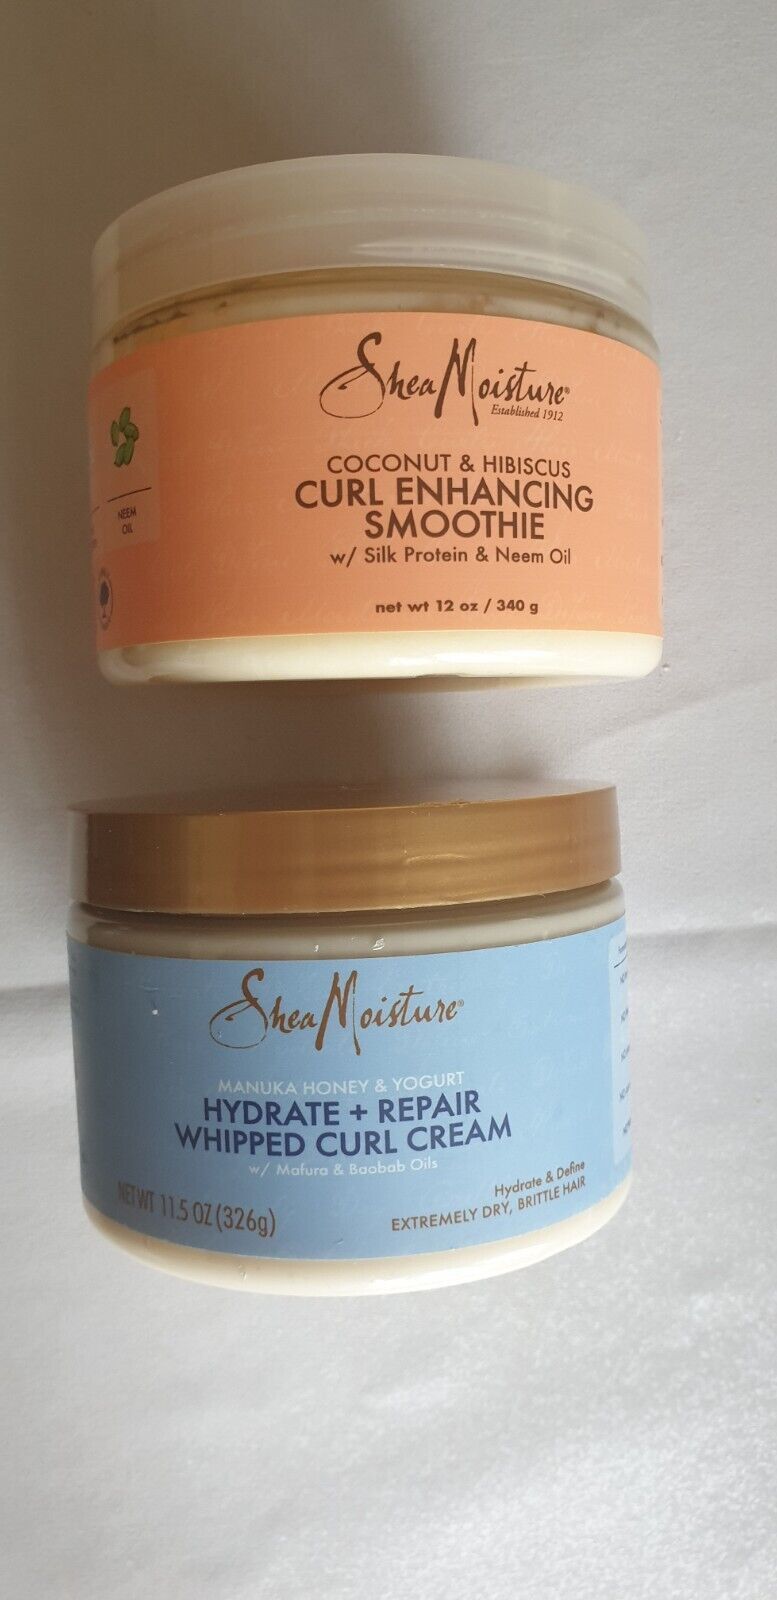 SheaMoisture®
Established 1912
COCONUT & HIBISCUS
CURL ENHANCING
SMOOTHIE
w/ Silk Protein & Neem Oil
net wt 12 oz / 340 g
NEEM
OIL
SheaMoisture®
MANUKA HONEY & YOGURT
HYDRATE + REPAIR
WHIPPED CURL CREAM
w/ Mafura & Baobab Oils
Hydrate & Define
EXTREMELY DRY, BRITTLE HAIR
NET WT 11.5 OZ (326g)